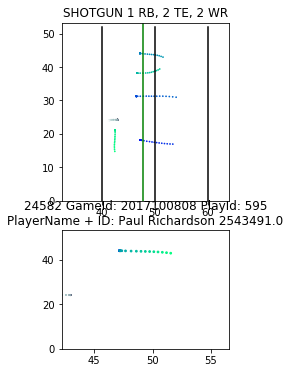 SHOTGUN 1 RB, 2 TE, 2 WR
50
40
30
20
10
0
40 50 60
24582 GameId: 2017100808 PlayId: 595
PlayerName + ID: Paul Richardson 2543491.0
40
20
0
45 50 55